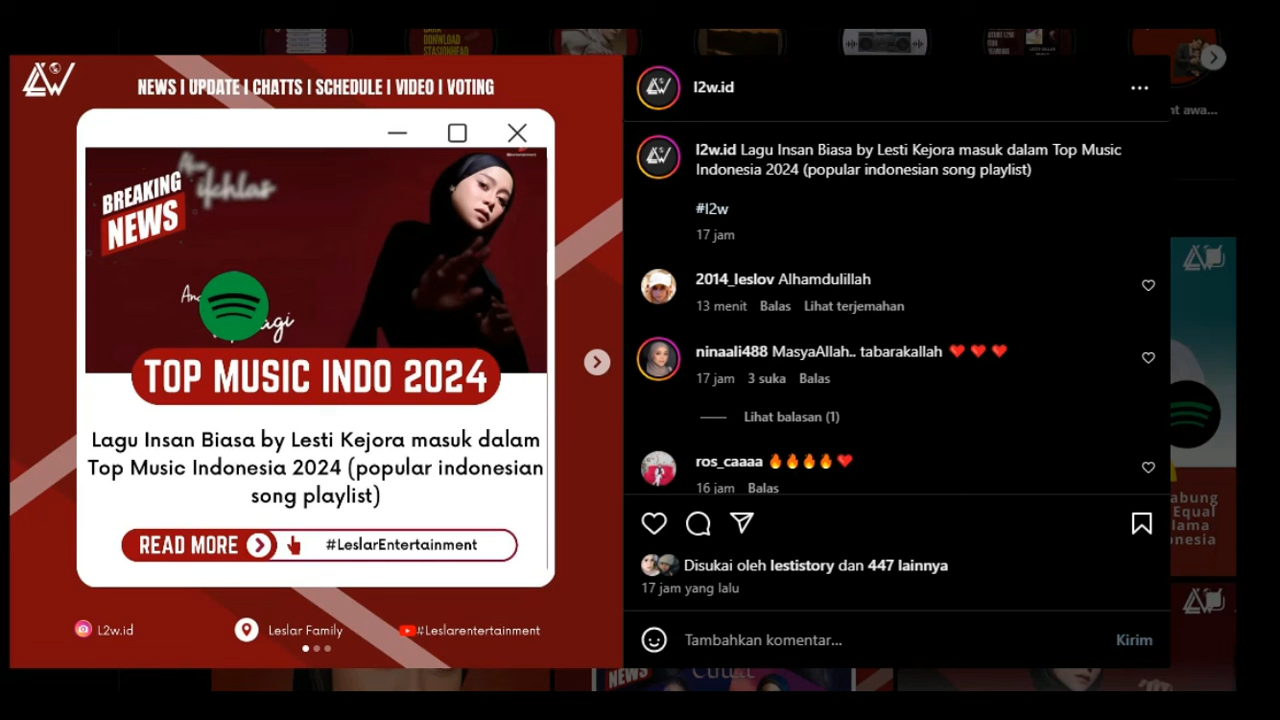 DOWNLOAD
STASIONHEAD
NEWS I UPDATE I CHATTS I SCHEDULE I VIDEO I VOTING
BREAKING
NEWS
ikhlas
TOP MUSIC INDO 2024
Lagu Insan Biasa by Lesti Kejora masuk dalam
Top Music Indonesia 2024 (popular indonesian
song playlist)
READ MORE
#LeslarEntertainment
L2w.id
Leslar Family
#Leslarentertainment
l2w.id
l2w.id Lagu Insan Biasa by Lesti Kejora masuk dalam Top Music
Indonesia 2024 (popular indonesian song playlist)
#l2w
17 jam
2014_leslov Alhamdulillah
13 menit Balas Lihat terjemahan
ninaali488 MasyaAllah.. tabarakallah ❤️ ❤️ ❤️
17 jam 3 suka Balas
Lihat balasan (1)
ros_caaaa 🔥🔥🔥🔥❤️
16 jam Balas
Disukai oleh lestistory dan 447 lainnya
17 jam yang lalu
Tambahkan komentar...
Kirim
NEWS